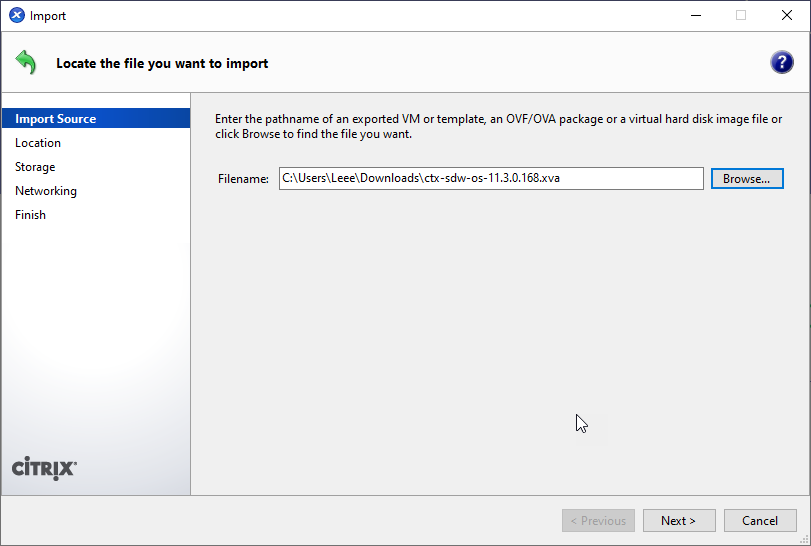 Import
Locate the file you want to import
?
Import Source
Location
Storage
Networking
Finish
Enter the pathname of an exported VM or template, an OVF/OVA package or a virtual hard disk image file or
click Browse to find the file you want.
Filename:
C:\Users\Leee\Downloads\ctx-sdw-os-11.3.0.168.xva
Browse...
CİTRIX®
< Previous
Next >
Cancel